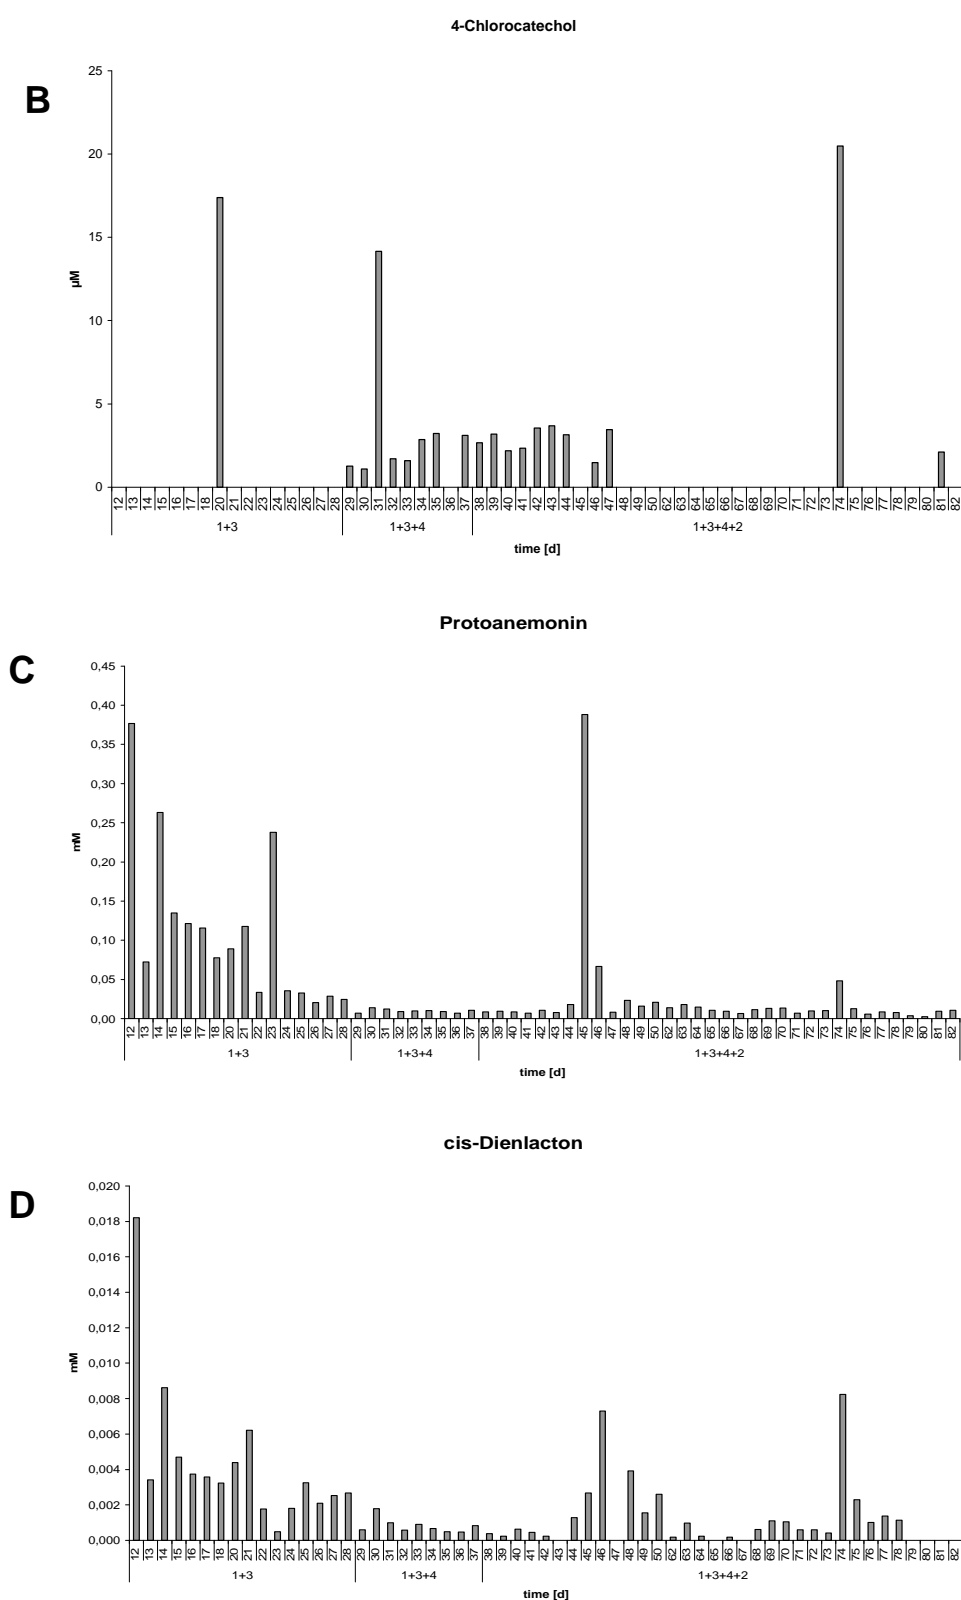 4-Chlorocatechol
B
25
20
15
10
5
0
µM
12 13 14 15 16 17 18 20 21 22 23 24 25 26 27 28 29 30 31 32 33 34 35 36 37 38 39 40 41 42 43 44 45 46 47 48 49 50 62 63 64 65 66 67 68 69 70 71 72 73 74 75 76 77 78 79 80 81 82
1+3 1+3+4 1+3+4+2
time [d]
Protoanemonin
C
0,45
0,40
0,35
0,30
0,25
0,20
0,15
0,10
0,05
0,00
mM
12 13 14 15 16 17 18 20 21 22 23 24 25 26 27 28 29 30 31 32 33 34 35 36 37 38 39 40 41 42 43 44 45 46 47 48 49 50 62 63 64 65 66 67 68 69 70 71 72 73 74 75 76 77 78 79 80 81 82
1+3 1+3+4 1+3+4+2
time [d]
cis-Dienlacton
D
0,020
0,018
0,016
0,014
0,012
0,010
0,008
0,006
0,004
0,002
0,000
mM
12 13 14 15 16 17 18 20 21 22 23 24 25 26 27 28 29 30 31 32 33 34 35 36 37 38 39 40 41 42 43 44 45 46 47 48 49 50 62 63 64 65 66 67 68 69 70 71 72 73 74 75 76 77 78 79 80 81 82
1+3 1+3+4 1+3+4+2
time [d]